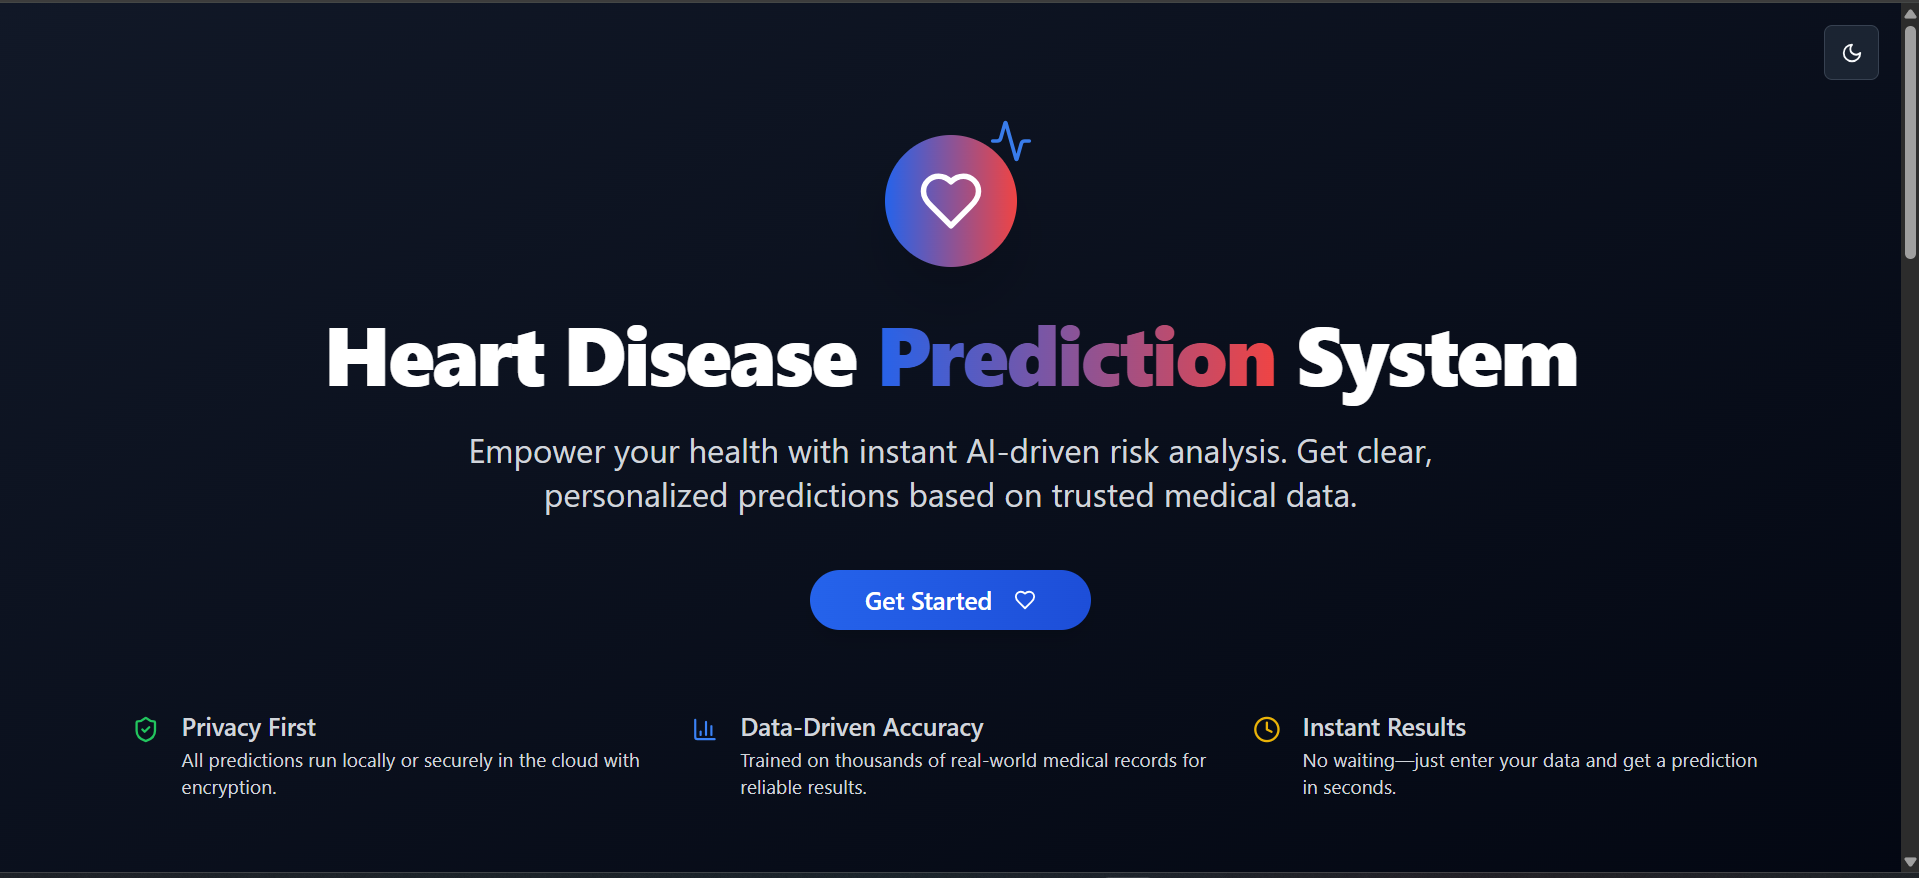 Heart Disease Prediction System
Empower your health with instant AI-driven risk analysis. Get clear,
personalized predictions based on trusted medical data.
Get Started
Privacy First
All predictions run locally or securely in the cloud with
encryption.
Data-Driven Accuracy
Trained on thousands of real-world medical records for
reliable results.
Instant Results
No waiting—just enter your data and get a prediction
in seconds.